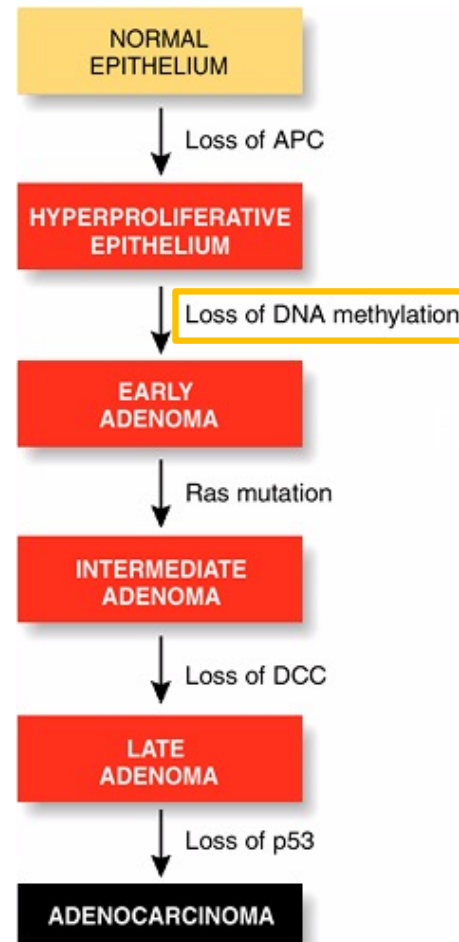 NORMAL
EPITHELIUM
Loss of APC
HYPERPROLIFERATIVE
EPITHELIUM
Loss of DNA methylation
EARLY
ADENOMA
Ras mutation
INTERMEDIATE
ADENOMA
Loss of DCC
LATE
ADENOMA
Loss of p53
ADENOCARCINOMA